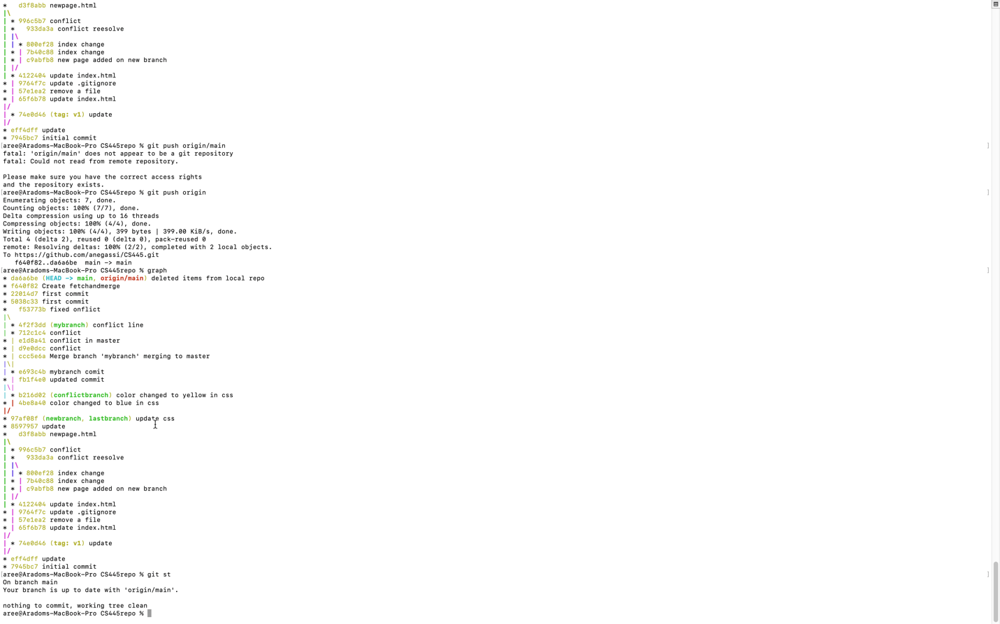 *   d3f8abb newpage.html
|\
| * 996c5b7 conflict
| *   933da3a conflict reesolve
| |\
| | * 800ef28 index change
| * | 7b40c88 index change
| * | c9abfb8 new page added on new branch
| |/
| * 4122404 update index.html
* | 9764f7c update .gitignore
* | 57e1ea2 remove a file
* | 65f6b78 update index.html
|/
| * 74e0d46 (tag: v1) update
|/
* eff4dff update
* 7945bc7 initial commit
[aree@Aradoms-MacBook-Pro CS445repo % git push origin/main ]
fatal: 'origin/main' does not appear to be a git repository
fatal: Could not read from remote repository.

Please make sure you have the correct access rights
and the repository exists.
[aree@Aradoms-MacBook-Pro CS445repo % git push origin ]
Enumerating objects: 7, done.
Counting objects: 100% (7/7), done.
Delta compression using up to 16 threads
Compressing objects: 100% (4/4), done.
Writing objects: 100% (4/4), 399 bytes | 399.00 KiB/s, done.
Total 4 (delta 2), reused 0 (delta 0), pack-reused 0
remote: Resolving deltas: 100% (2/2), completed with 2 local objects.
To https://github.com/anegassi/CS445.git
   f640f82..da6a6be  main -> main
[aree@Aradoms-MacBook-Pro CS445repo % graph ]
* da6a6be (HEAD -> main, origin/main) deleted items from local repo
* f640f82 Create fetchandmerge
* 22014d7 first commit
* 5038c33 first commit
*   f53773b fixed onflict
|\
| * 4f2f3dd (mybranch) conflict line
| * 712c1c4 conflict
* | e1d8a41 conflict in master
* | d9e0dcc conflict
* | ccc5e6a Merge branch 'mybranch' merging to master
|\|
| * e693c4b mybranch comit
* | fb1f4e0 updated commit
|\|
| * b216d02 (conflictbranch) color changed to yellow in css
* | 4be8a40 color changed to blue in css
|/
* 97af08f (newbranch, lastbranch) update css
* 8597957 update
*   d3f8abb newpage.html
|\
| * 996c5b7 conflict
| *   933da3a conflict reesolve
| |\
| | * 800ef28 index change
| * | 7b40c88 index change
| * | c9abfb8 new page added on new branch
| |/
| * 4122404 update index.html
* | 9764f7c update .gitignore
* | 57e1ea2 remove a file
* | 65f6b78 update index.html
|/
| * 74e0d46 (tag: v1) update
|/
* eff4dff update
* 7945bc7 initial commit
[aree@Aradoms-MacBook-Pro CS445repo % git st ]
On branch main
Your branch is up to date with 'origin/main'.

nothing to commit, working tree clean
aree@Aradoms-MacBook-Pro CS445repo %